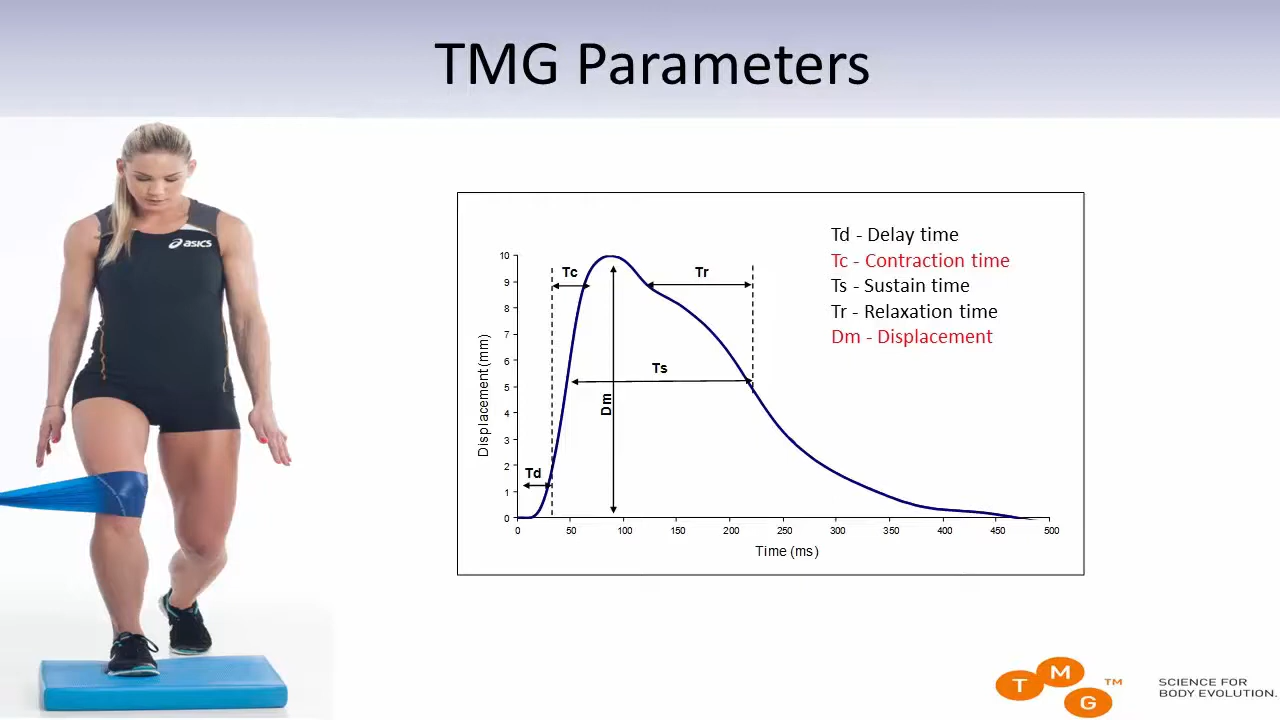 TMG Parameters
asics
Td - Delay time
Tc - Contraction time
Ts - Sustain time
Tr - Relaxation time
Dm - Displacement
Tc
Tr
Ts
Dm
Td
Displacement (mm)
10
9
8
7
6
5
4
3
2
1
0
0 50 100 150 200 250 300 350 400 450 500
Time (ms)
TMG™
SCIENCE FOR
BODY EVOLUTION.